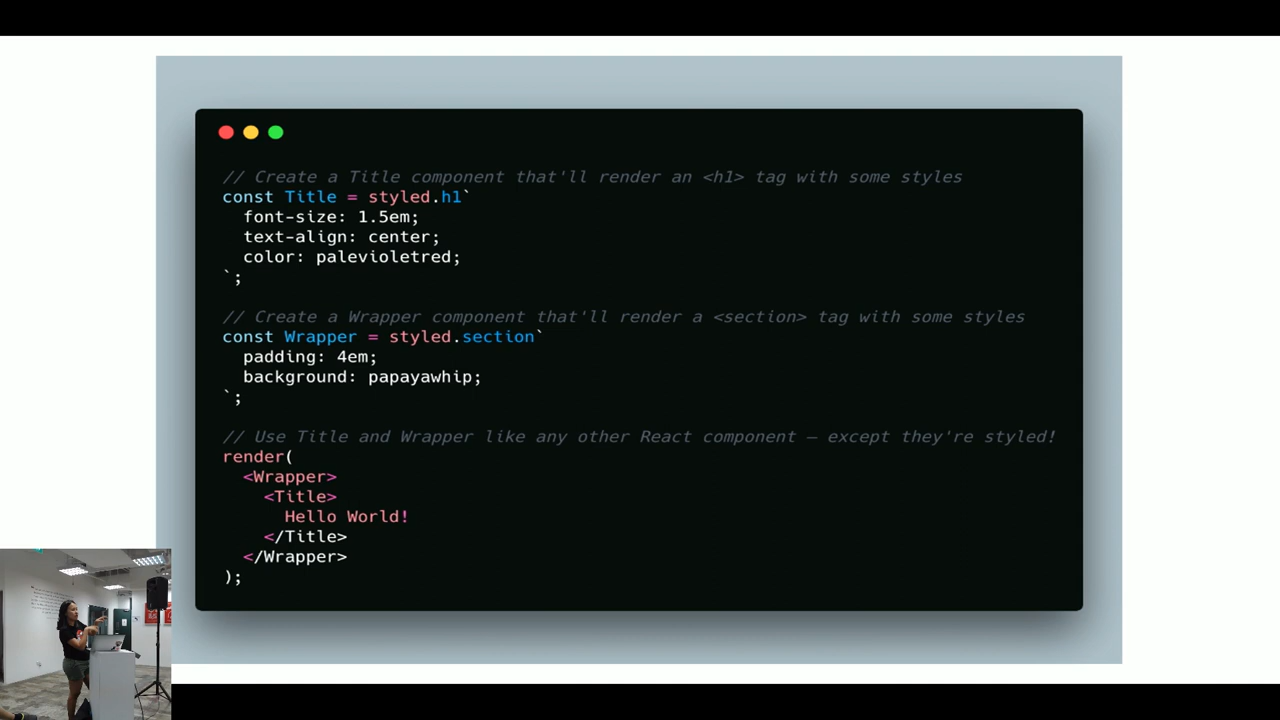 // Create a Title component that'll render an <h1> tag with some styles
const Title = styled.h1`
  font-size: 1.5em;
  text-align: center;
  color: palevioletred;
`;
// Create a Wrapper component that'll render a <section> tag with some styles
const Wrapper = styled.section`
  padding: 4em;
  background: papayawhip;
`;
// Use Title and Wrapper like any other React component – except they're styled!
render(
  <Wrapper>
    <Title>
      Hello World!
    </Title>
  </Wrapper>
);